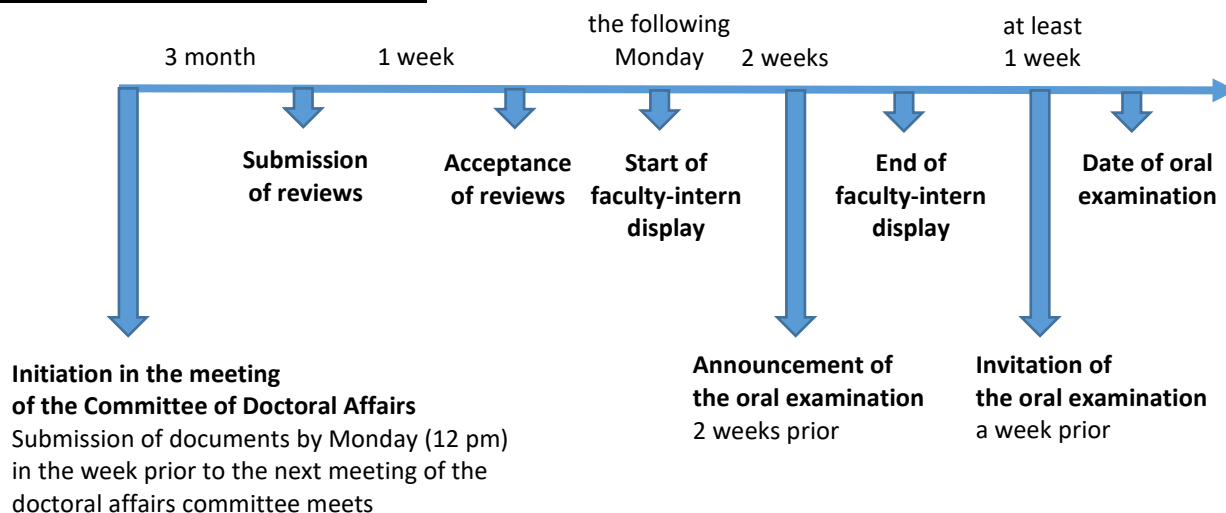 3 month
1 week
the following
Monday
2 weeks
at least
1 week
Submission
of reviews
Acceptance
of reviews
Start of
faculty-intern
display
End of
faculty-intern
display
Date of oral
examination
Initiation in the meeting
of the Committee of Doctoral Affairs
Submission of documents by Monday (12 pm)
in the week prior to the next meeting of the
doctoral affairs committee meets
Announcement of
the oral examination
2 weeks prior
Invitation of
the oral examination
a week prior